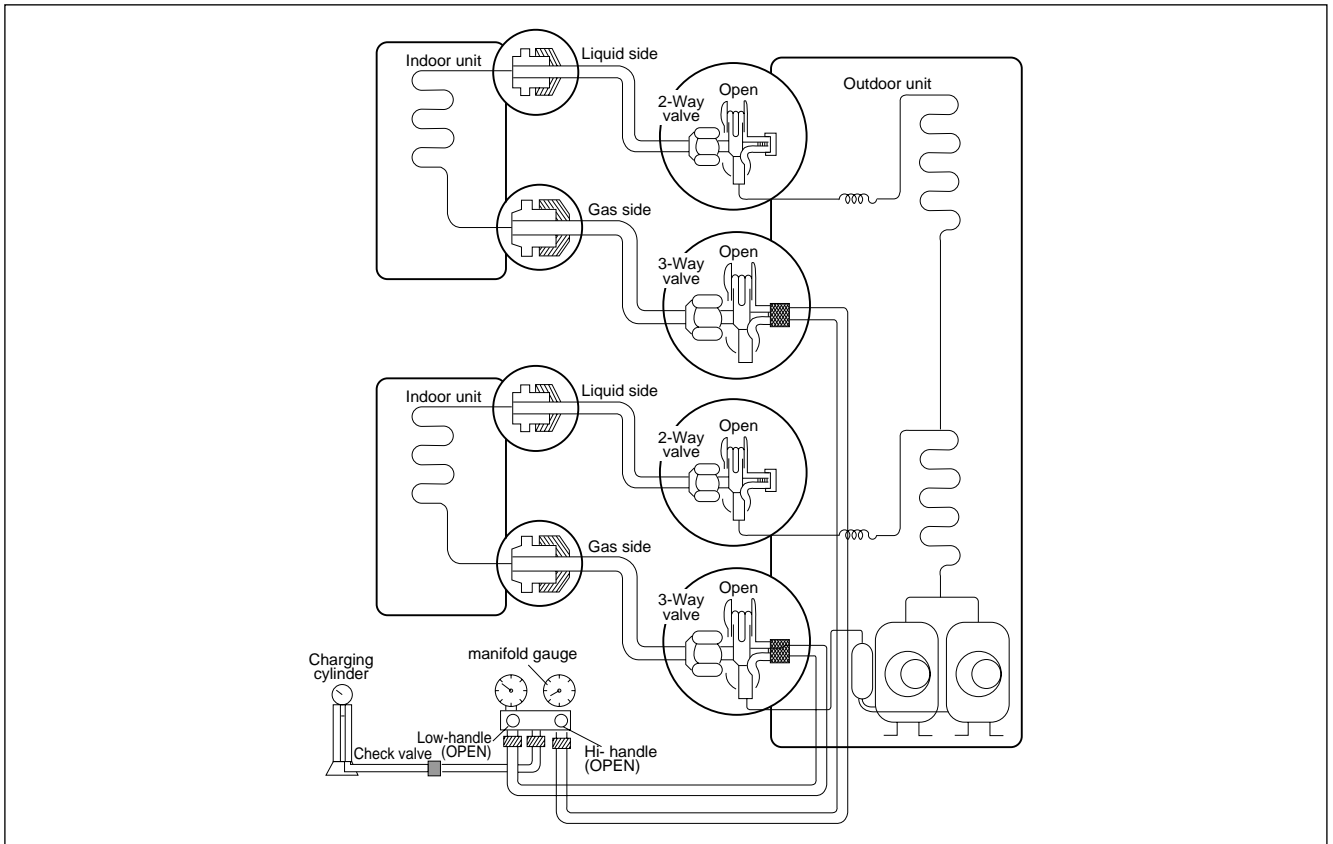 Indoor unit
Liquid side
2-Way
valve
Open
Outdoor unit
Gas side
3-Way
valve
Open
Indoor unit
Liquid side
2-Way
valve
Open
Gas side
3-Way
valve
Open
Charging
cylinder
manifold gauge
Check valve
Low-handle
(OPEN)
Hi- handle
(OPEN)